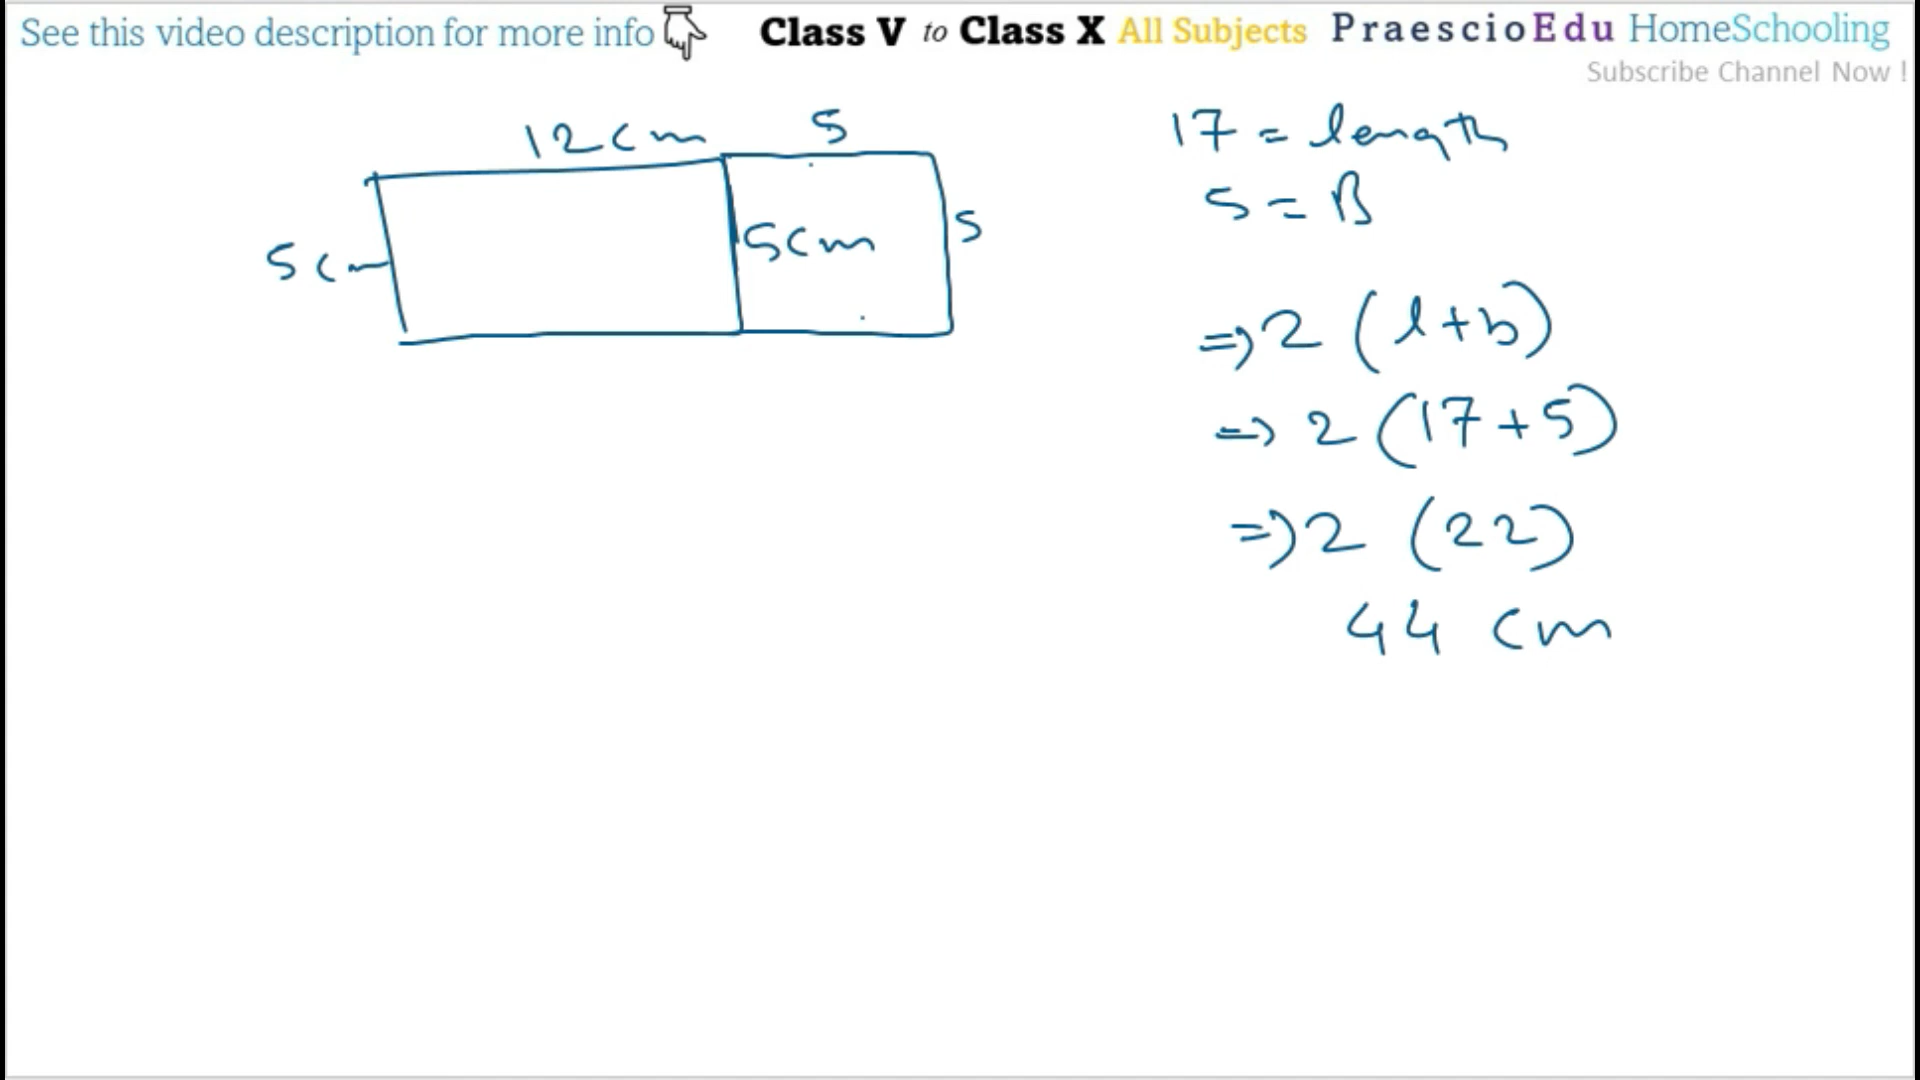 See this video description for more info Class V to Class X All Subjects PraescioEdu HomeSchooling
Subscribe Channel Now !
12cm 5
5cm 5cm 5
17 = length
5 = B
=> 2 (l+b)
=> 2 (17+5)
=> 2 (22)
44 cm